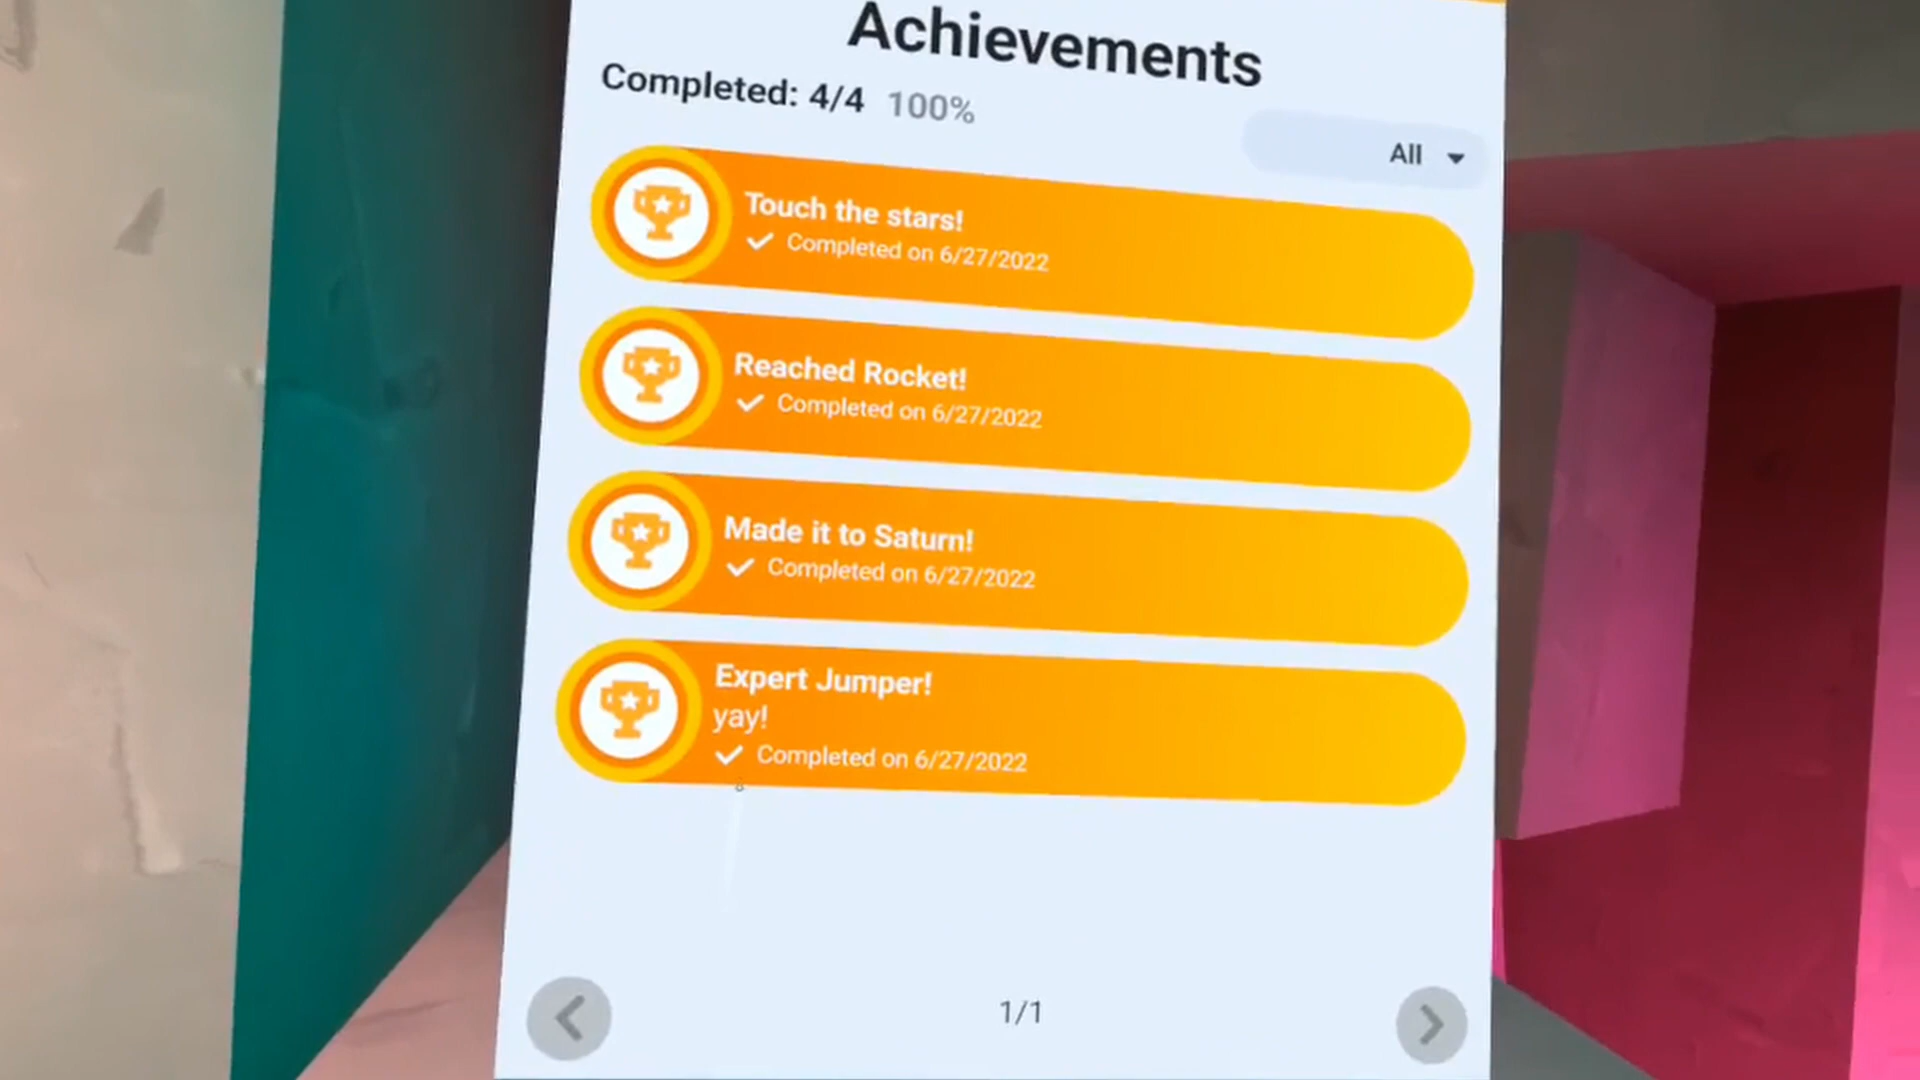 Achievements
Completed: 4/4 100%
All
Touch the stars!
Completed on 6/27/2022
Reached Rocket!
Completed on 6/27/2022
Made it to Saturn!
Completed on 6/27/2022
Expert Jumper!
yay!
Completed on 6/27/2022
1/1